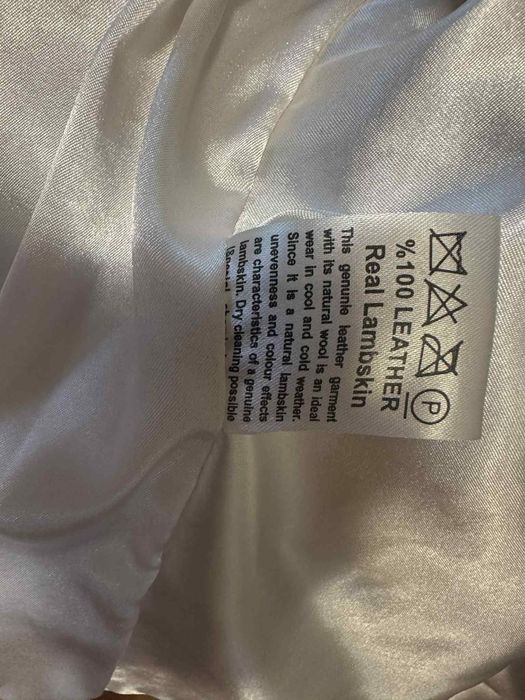 P
%100 LEATHER
Real Lambskin
This genunle leather garment
with its natural wool is an ideal
wear in cool and cold weather.
Since it is a natural lambskin
unevenness and colour effects
are characteristics of a genuine
lambskin. Dry cleaning possible